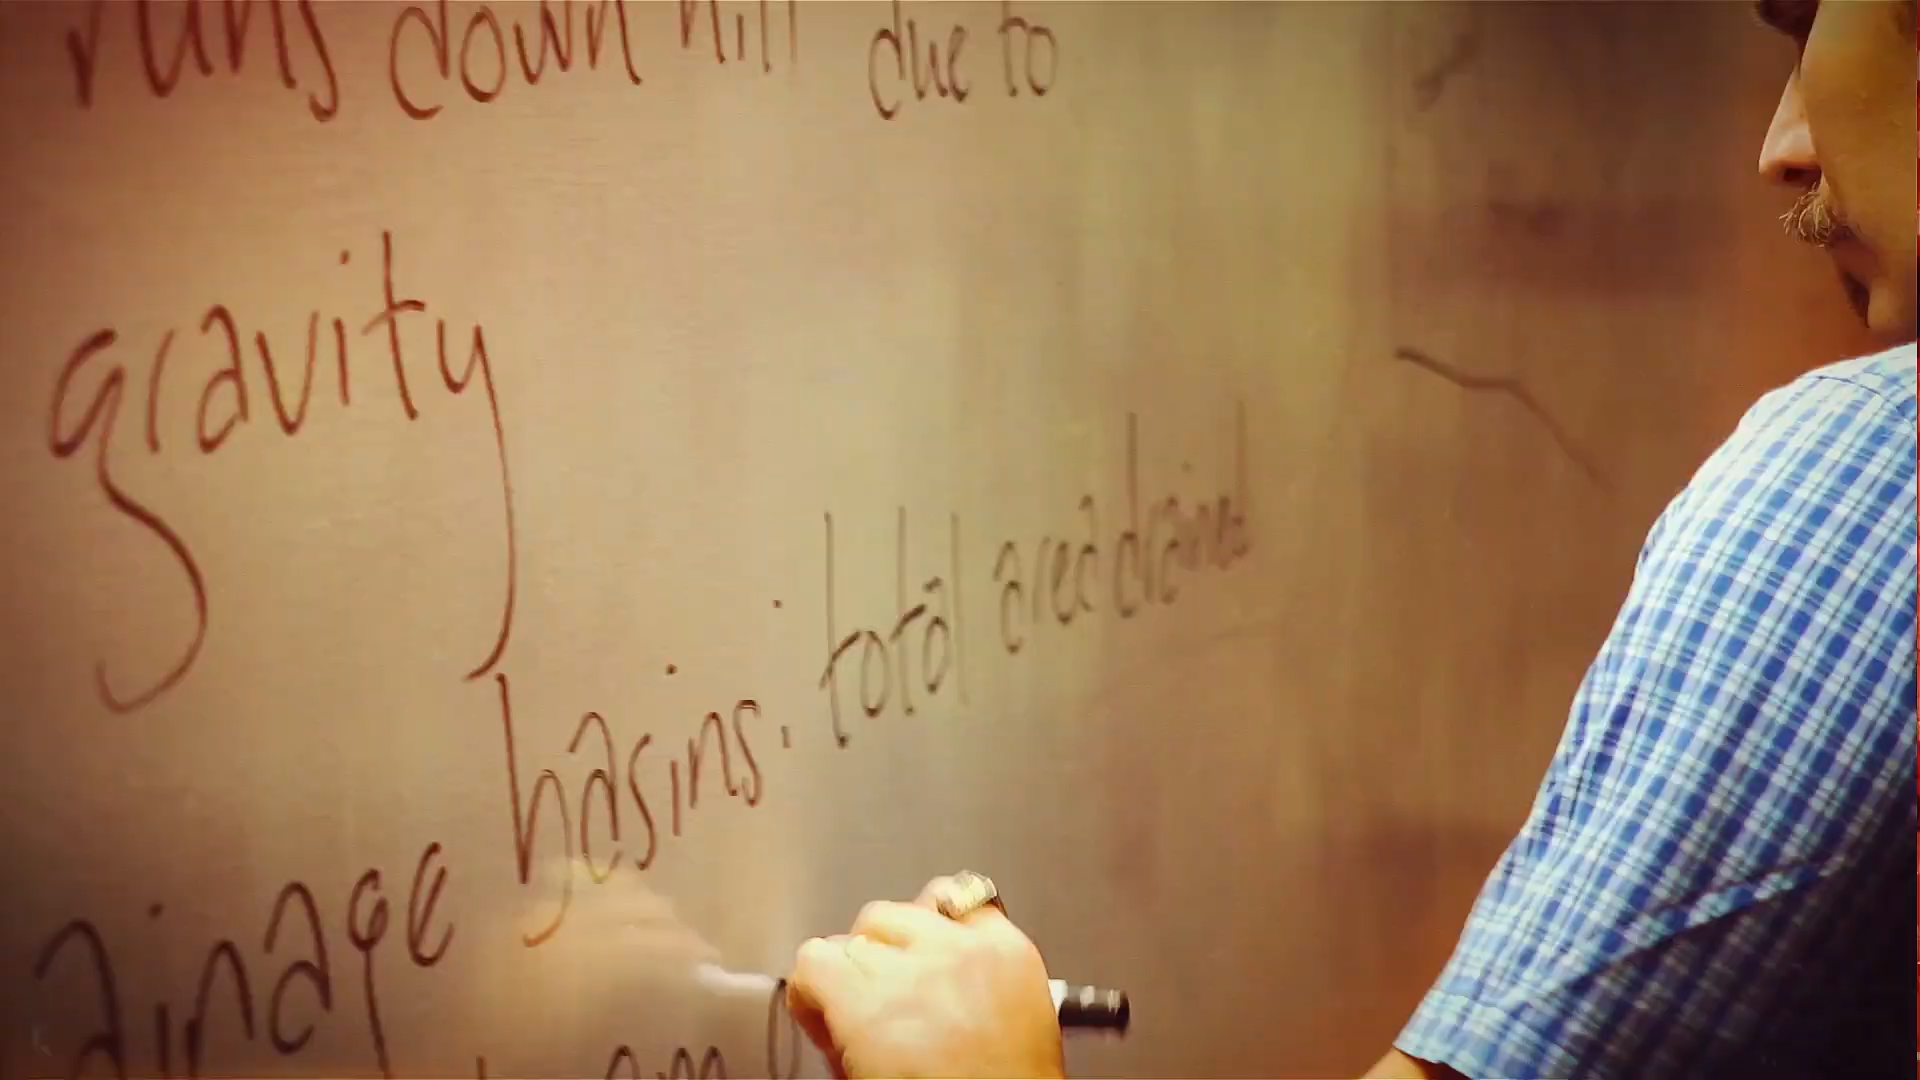 runs down hill due to
gravity
ainage basins: total area drained